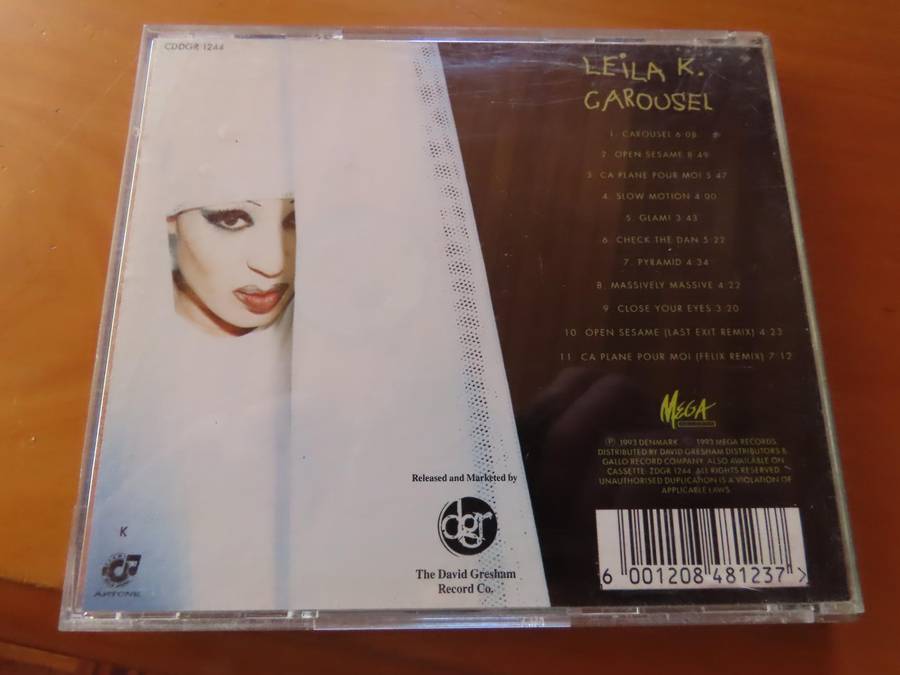 CDDGR 1244
LEiLA K.
CAROUSEL
1. CAROUSEL 6:08
2. OPEN SESAME 8:49
3. CA PLANE POUR MOI 5:47
4. SLOW MOTION 4:00
5. GLAM! 3:43
6. CHECK THE DAN 5:22
7. PYRAMID 4:34
8. MASSIVELY MASSIVE 4:22
9. CLOSE YOUR EYES 3:20
10. OPEN SESAME (LAST EXIT REMIX) 4:23
11. CA PLANE POUR MOI (FELIX REMIX) 7:12
MEGA
℗ 1993 DENMARK © 1993 MEGA RECORDS.
DISTRIBUTED BY DAVID GRESHAM DISTRIBUTORS &
GALLO RECORD COMPANY. ALSO AVAILABLE ON
CASSETTE: ZDGR 1244. ALL RIGHTS RESERVED.
UNAUTHORISED DUPLICATION IS A VIOLATION OF
APPLICABLE LAWS.
Released and Marketed by
dgr
The David Gresham
Record Co.
K
ARTONE
6 001208 481237 >